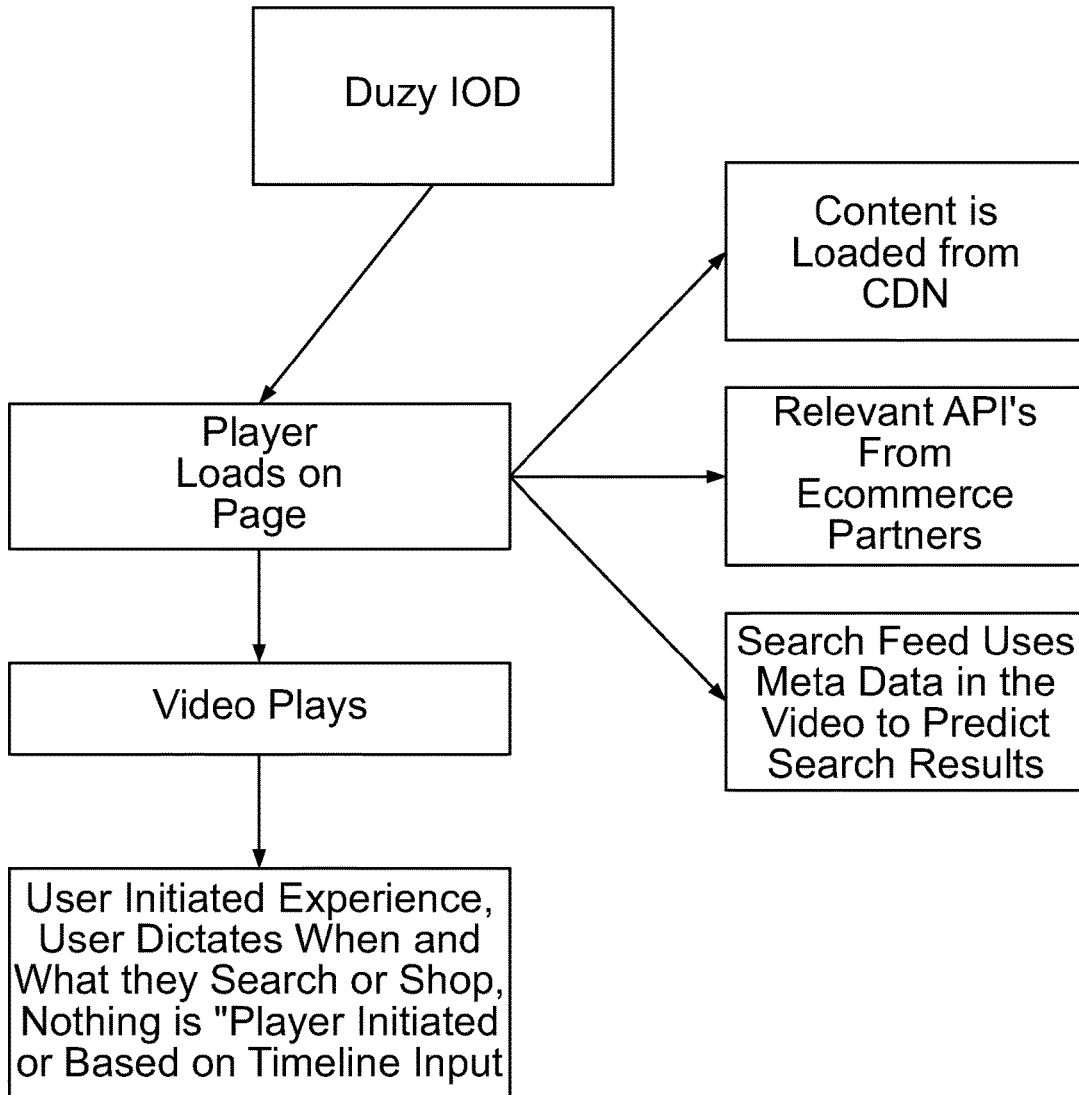 Duzy IOD
Content is
Loaded from
CDN
Player
Loads on
Page
Relevant API's
From
Ecommerce
Partners
Video Plays
Search Feed Uses
Meta Data in the
Video to Predict
Search Results
User Initiated Experience,
User Dictates When and
What they Search or Shop,
Nothing is "Player Initiated
or Based on Timeline Input